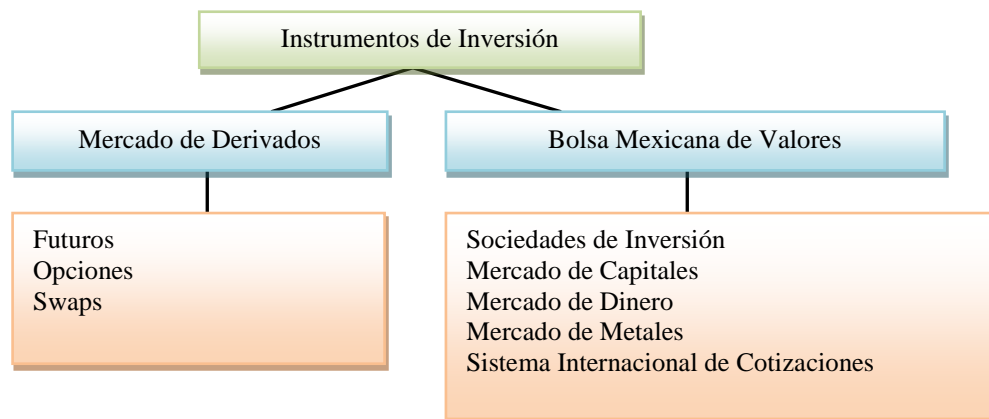 Instrumentos de Inversión
Mercado de Derivados
Bolsa Mexicana de Valores
Futuros
Opciones
Swaps
Sociedades de Inversión
Mercado de Capitales
Mercado de Dinero
Mercado de Metales
Sistema Internacional de Cotizaciones